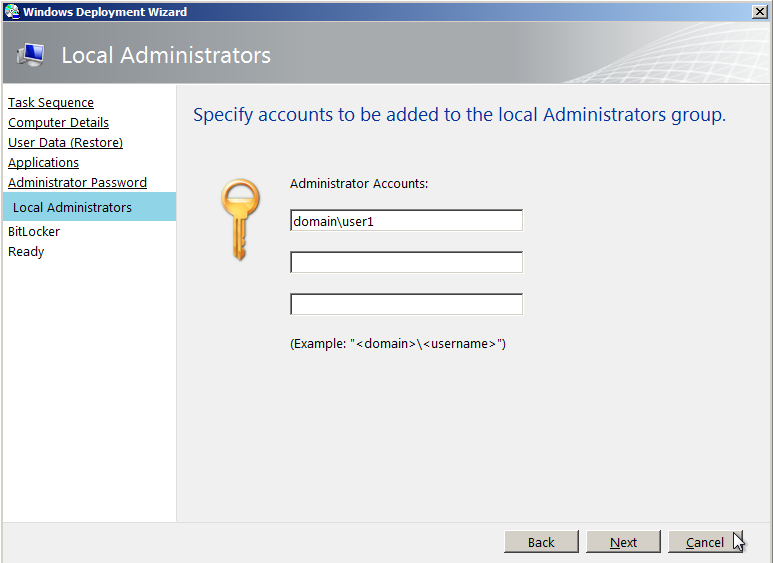 Windows Deployment Wizard
Local Administrators
Task Sequence
Computer Details
User Data (Restore)
Applications
Administrator Password
Local Administrators
BitLocker
Ready
Specify accounts to be added to the local Administrators group.
Administrator Accounts:
domain\user1
(Example: "<domain>\<username>")
Back
Next
Cancel